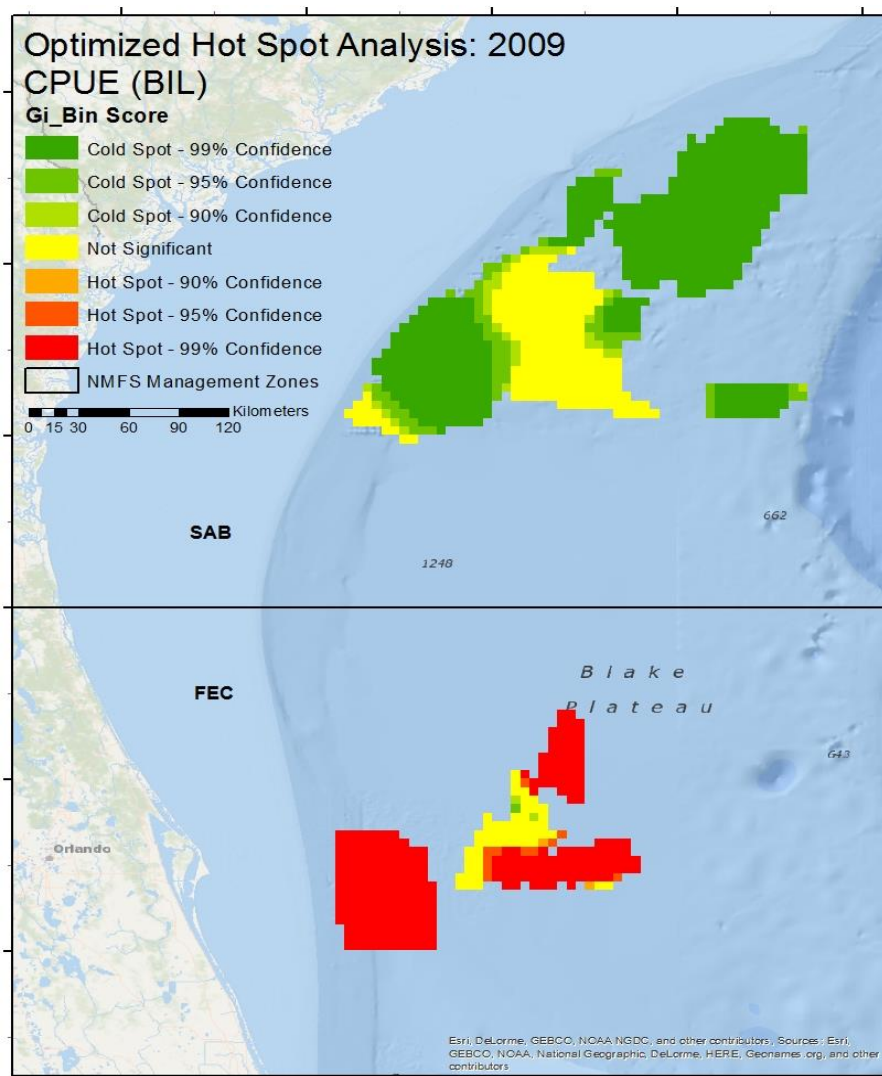 Optimized Hot Spot Analysis: 2009
CPUE (BIL)
Gi_Bin Score
Cold Spot - 99% Confidence
Cold Spot - 95% Confidence
Cold Spot - 90% Confidence
Not Significant
Hot Spot - 90% Confidence
Hot Spot - 95% Confidence
Hot Spot - 99% Confidence
NMFS Management Zones
Kilometers
0 15 30 60 90 120
SAB
662
1248
FEC
Blake
Plateau
643
Orlando
Esri, DeLorme, GEBCO, NOAA NGDC, and other contributors, Sources: Esri,
GEBCO, NOAA, National Geographic, DeLorme, HERE, Geonames.org, and other
contributors